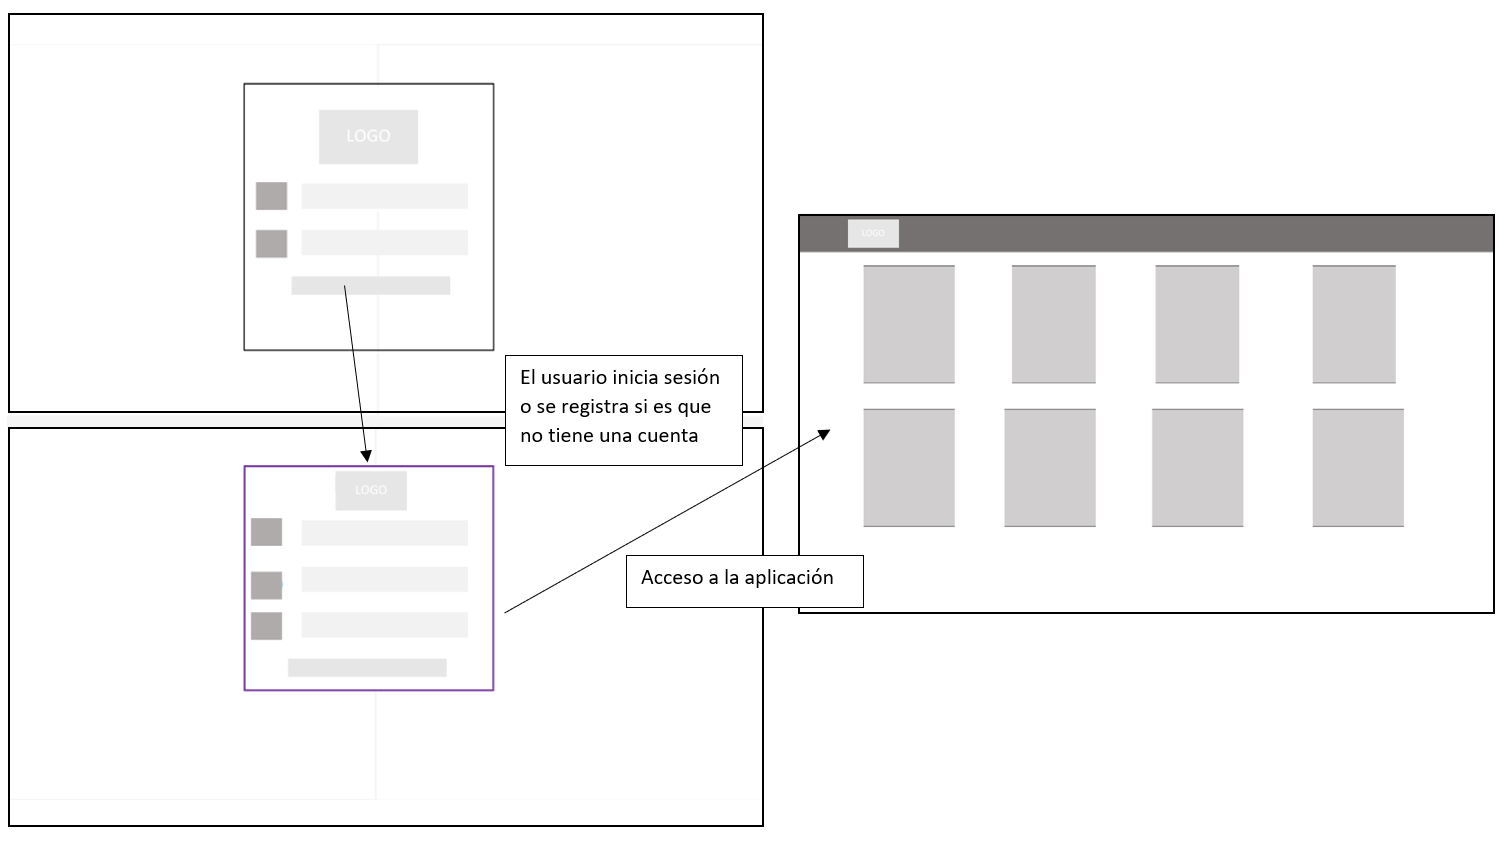 LOGO
El usuario inicia sesión
o se registra si es que
no tiene una cuenta
LOGO
LOGO
Acceso a la aplicación